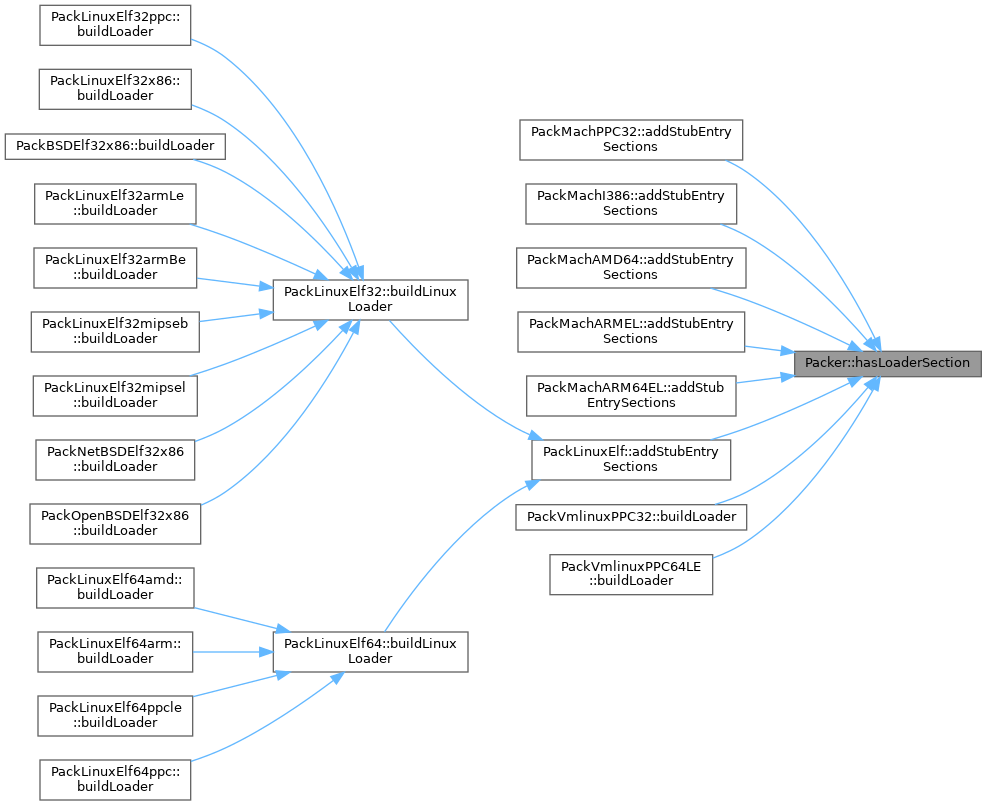 PackLinuxElf32ppc::
buildLoader
PackLinuxElf32x86::
buildLoader
PackBSDElf32x86::buildLoader
PackLinuxElf32armLe
::buildLoader
PackLinuxElf32armBe
::buildLoader
PackLinuxElf32mipseb
::buildLoader
PackLinuxElf32mipsel
::buildLoader
PackNetBSDElf32x86
::buildLoader
PackOpenBSDElf32x86
::buildLoader
PackLinuxElf64amd::
buildLoader
PackLinuxElf64arm::
buildLoader
PackLinuxElf64ppcle
::buildLoader
PackLinuxElf64ppc::
buildLoader
PackLinuxElf32::buildLinux
Loader
PackLinuxElf64::buildLinux
Loader
PackMachPPC32::addStubEntry
Sections
PackMachI386::addStubEntry
Sections
PackMachAMD64::addStubEntry
Sections
PackMachARMEL::addStubEntry
Sections
PackMachARM64EL::addStub
EntrySections
PackLinuxElf::addStubEntry
Sections
PackVmlinuxPPC32::buildLoader
PackVmlinuxPPC64LE
::buildLoader
Packer::hasLoaderSection